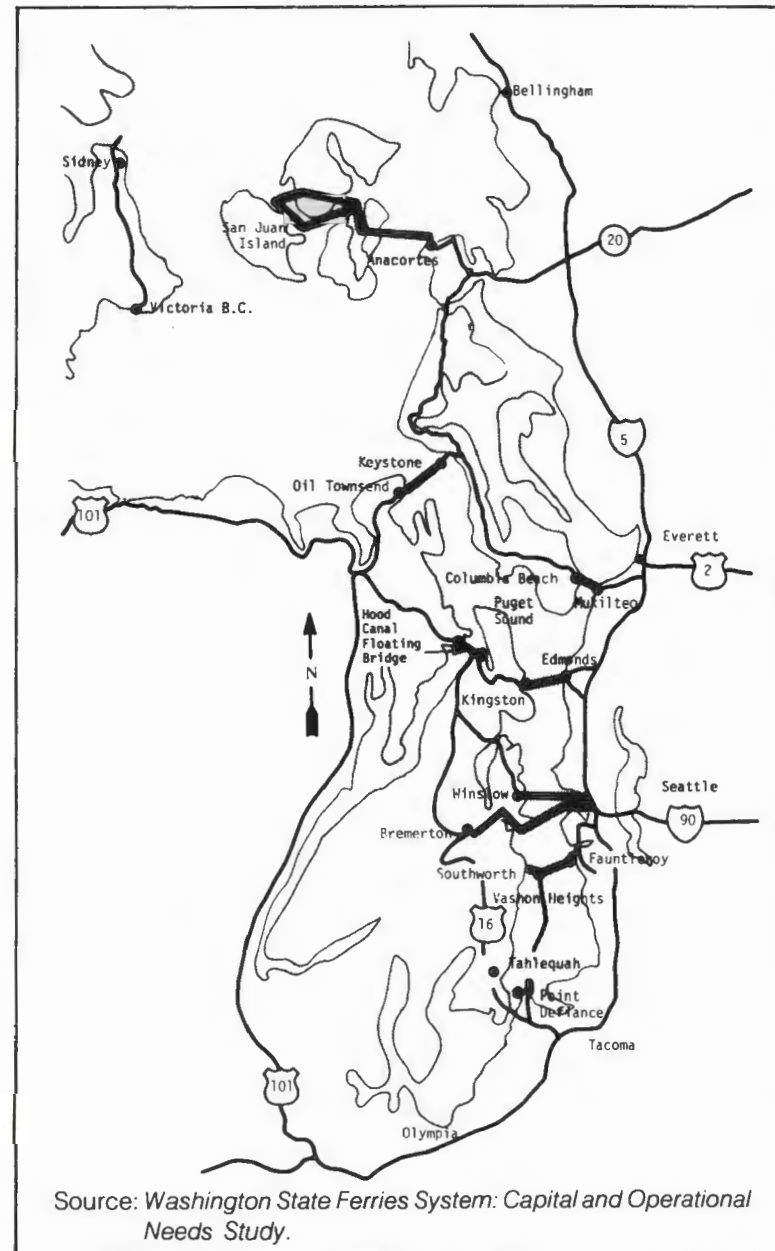 Bellingham
Sidney
20
San Juan
Island
Anacortes
Victoria B.C.
5
Keystone
Oil Townsend
101
Everett
2
Columbia Beach
Mukilteo
Puget
Sound
Hood
Canal
Floating
Bridge
N
Edmonds
Kingston
Seattle
Winslow
90
Bremerton
Fauntleroy
Southworth
Vashon Heights
16
Tahlequah
Point
Defiance
Tacoma
101
Olympia
Source: Washington State Ferries System: Capital and Operational
Needs Study.